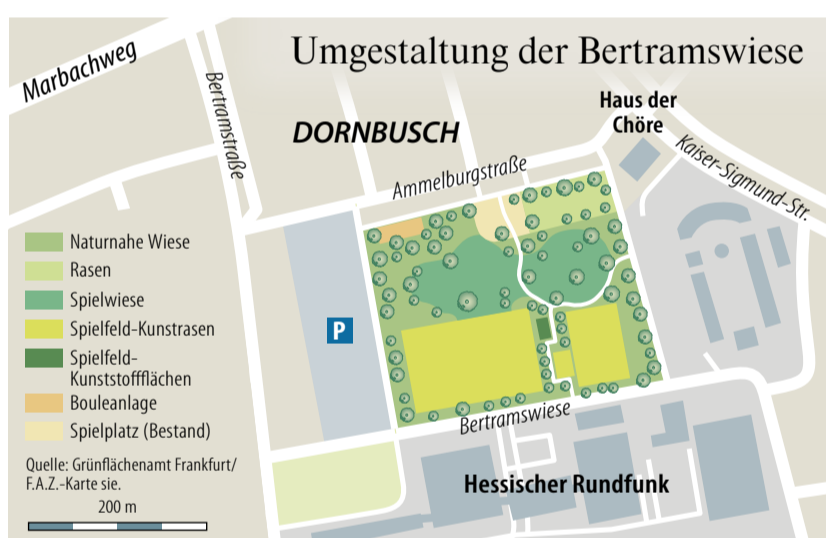 Umgestaltung der Bertramswiese
Marbachweg
Bertramstraße
DORNBUSCH
Haus der
Chöre
Kaiser-Sigmund-Str.
Ammelburgstraße
Naturnahe Wiese
Rasen
Spielwiese
Spielfeld-Kunstrasen
Spielfeld-
Kunststoffflächen
Bouleanlage
Spielplatz (Bestand)
P
Bertramswiese
Hessischer Rundfunk
Quelle: Grünflächenamt Frankfurt/
F.A.Z.-Karte sie.
200 m